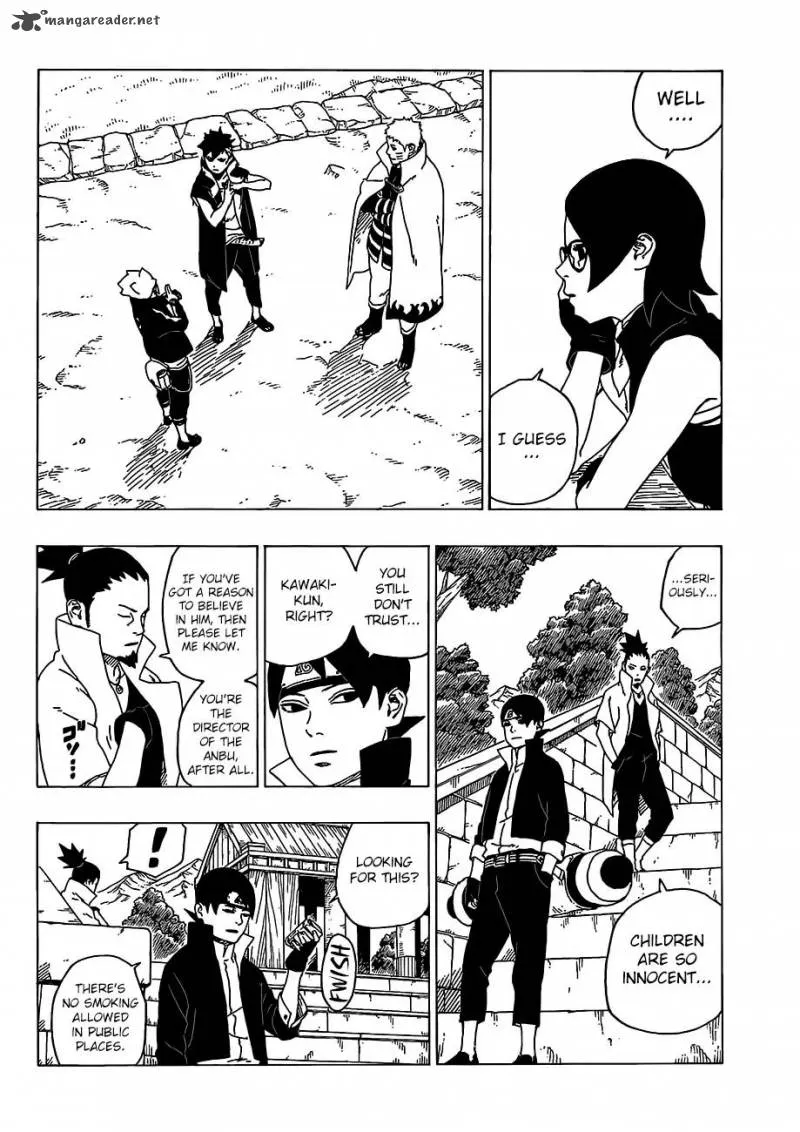 mangareader.net
WELL
....
I GUESS
...
...SERI-
OUSLY...
CHILDREN
ARE SO
INNOCENT...
YOU
STILL
DON'T
TRUST...
KAWAKI-
KUN,
RIGHT?
IF YOU'VE
GOT A REASON
TO BELIEVE
IN HIM, THEN
PLEASE LET
ME KNOW.
YOU'RE
THE
DIRECTOR
OF THE
ANBU,
AFTER ALL.
ゴソ...
LOOKING
FOR THIS?
FWISH
!
THERE'S
NO SMOKING
ALLOWED
IN PUBLIC
PLACES.